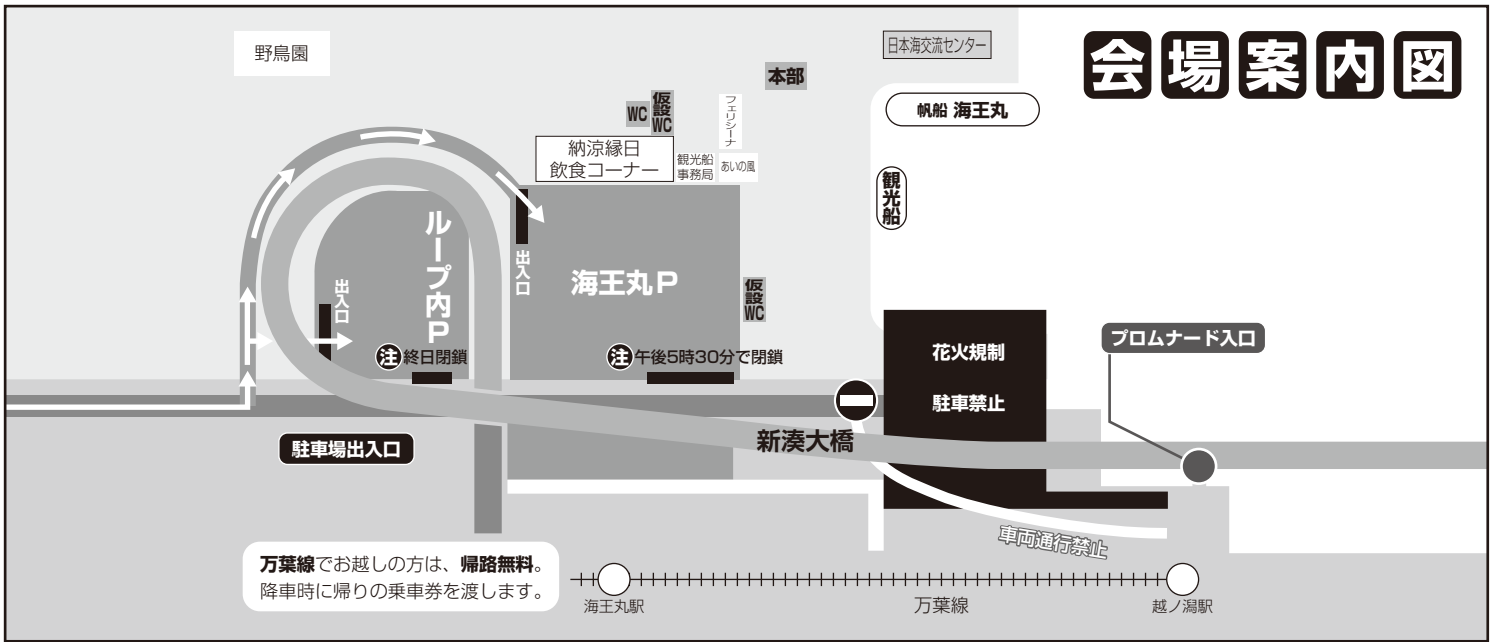 会場案内図
野鳥園
日本海交流センター
本部
帆船 海王丸
WC
仮設WC
フェリシーナ
納涼縁日
飲食コーナー
観光船
事務局
あいの風
観光船
ループ内P
出入口
出入口
海王丸P
仮設WC
注 終日閉鎖
注 午後5時30分で閉鎖
花火規制
駐車禁止
プロムナード入口
駐車場出入口
新湊大橋
車両通行禁止
万葉線でお越しの方は、帰路無料。
降車時に帰りの乗車券を渡します。
海王丸駅
万葉線
越ノ潟駅